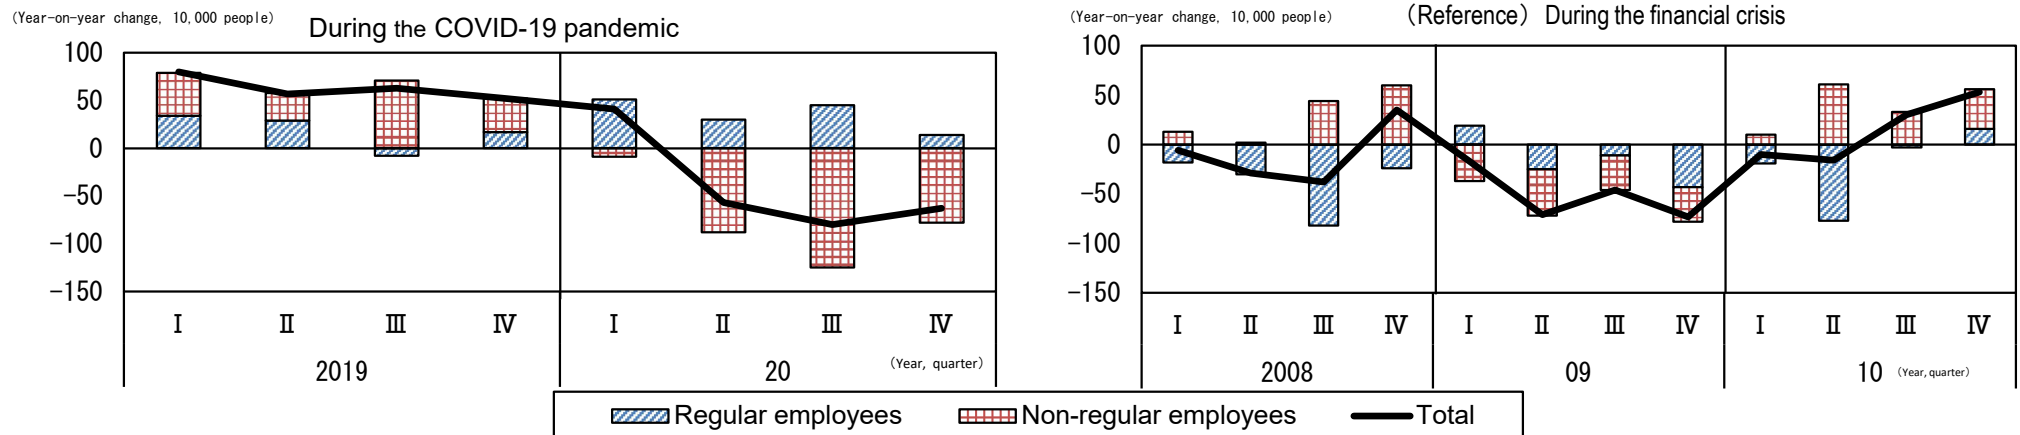 (Year-on-year change, 10,000 people)
During the COVID-19 pandemic
100
50
0
−50
−100
−150
Ⅰ Ⅱ Ⅲ Ⅳ Ⅰ Ⅱ Ⅲ Ⅳ
2019 20 (Year, quarter)
(Year-on-year change, 10,000 people)
（Reference） During the financial crisis
100
50
0
−50
−100
−150
Ⅰ Ⅱ Ⅲ Ⅳ Ⅰ Ⅱ Ⅲ Ⅳ Ⅰ Ⅱ Ⅲ Ⅳ
2008 09 10 (Year, quarter)
Regular employees Non-regular employees Total